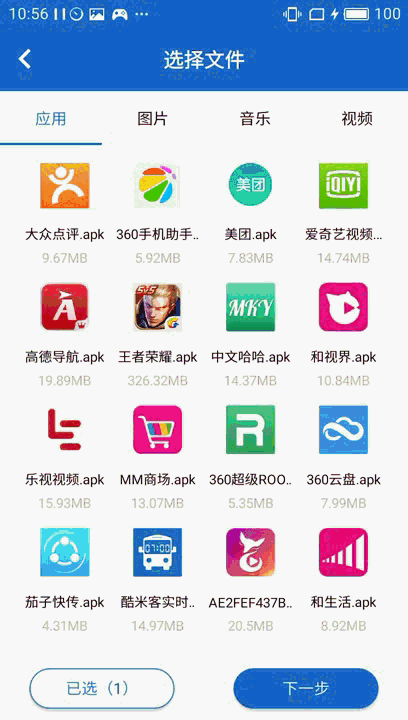 10:56
100
选择文件
应用 图片 音乐 视频
美团
iQIYI
大众点评.apk 360手机助手.. 美团.apk 爱奇艺视频...
9.67MB 5.92MB 7.83MB 14.74MB
5V5
MKY
高德导航.apk 王者荣耀.apk 中文哈哈.apk 和视界.apk
19.89MB 326.32MB 14.37MB 10.84MB
R
乐视视频.apk MM商场.apk 360超级ROO.. 360云盘.apk
15.93MB 13.07MB 5.35MB 7.99MB
07:00
茄子快传.apk 酷米客实时.. AE2FEF437B.. 和生活.apk
4.31MB 14.97MB 20.5MB 8.92MB
已选（1） 下一步